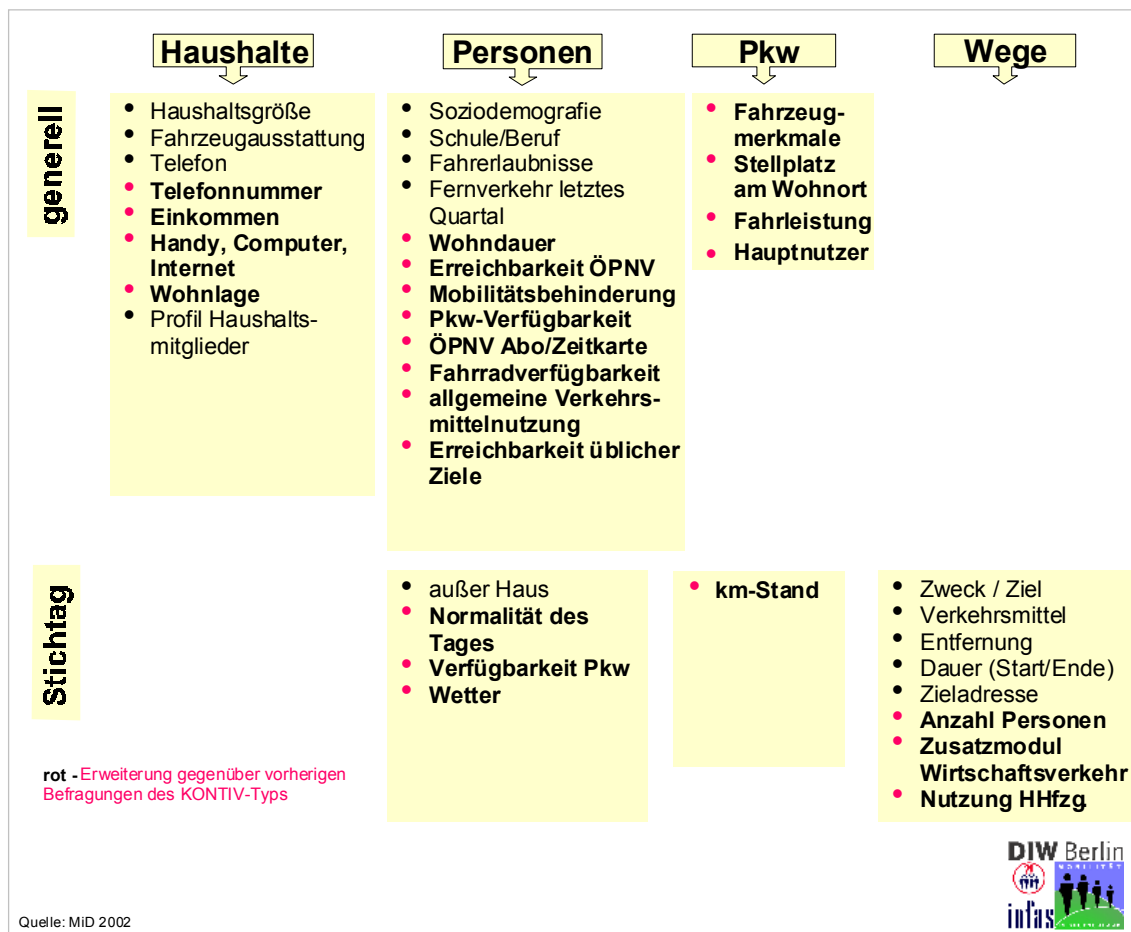 Haushalte
Personen
Pkw
Wege
generell
Haushaltsgröße
Fahrzeugausstattung
Telefon
Telefonnummer
Einkommen
Handy, Computer,
Internet
Wohnlage
Profil Haushalts-
mitglieder
Soziodemografie
Schule/Beruf
Fahrerlaubnisse
Fernverkehr letztes
Quartal
Wohndauer
Erreichbarkeit ÖPNV
Mobilitätsbehinderung
Pkw-Verfügbarkeit
ÖPNV Abo/Zeitkarte
Fahrradverfügbarkeit
allgemeine Verkehrs-
mittelnutzung
Erreichbarkeit üblicher
Ziele
Fahrzeug-
merkmale
Stellplatz
am Wohnort
Fahrleistung
Hauptnutzer
Stichtag
außer Haus
Normalität des
Tages
Verfügbarkeit Pkw
Wetter
km-Stand
Zweck / Ziel
Verkehrsmittel
Entfernung
Dauer (Start/Ende)
Zieladresse
Anzahl Personen
Zusatzmodul
Wirtschaftsverkehr
Nutzung HHfzg.
rot - Erweiterung gegenüber vorherigen
Befragungen des KONTIV-Typs
DIW Berlin
MOBILITÄT
infas
Quelle: MiD 2002